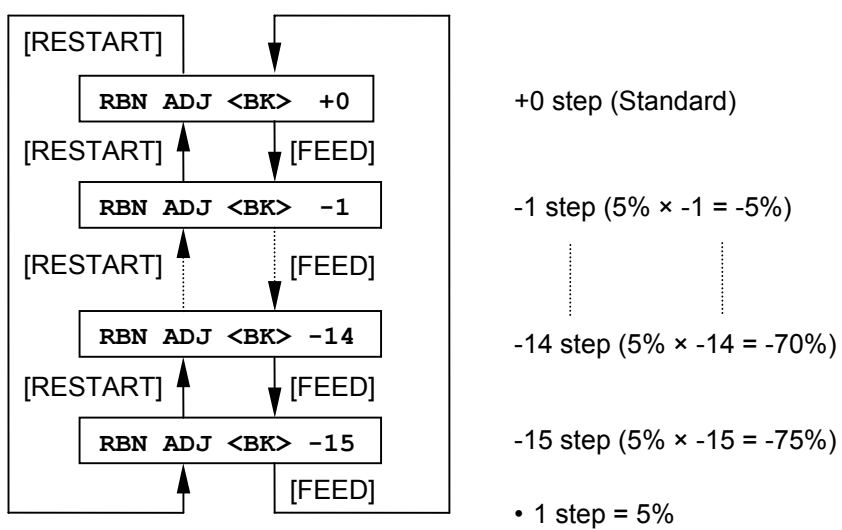 [RESTART]
RBN ADJ <BK> +0
+0 step (Standard)
[RESTART] [FEED]
RBN ADJ <BK> -1
-1 step (5% × -1 = -5%)
[RESTART] [FEED]
RBN ADJ <BK> -14
-14 step (5% × -14 = -70%)
[RESTART] [FEED]
RBN ADJ <BK> -15
-15 step (5% × -15 = -75%)
[FEED]
• 1 step = 5%